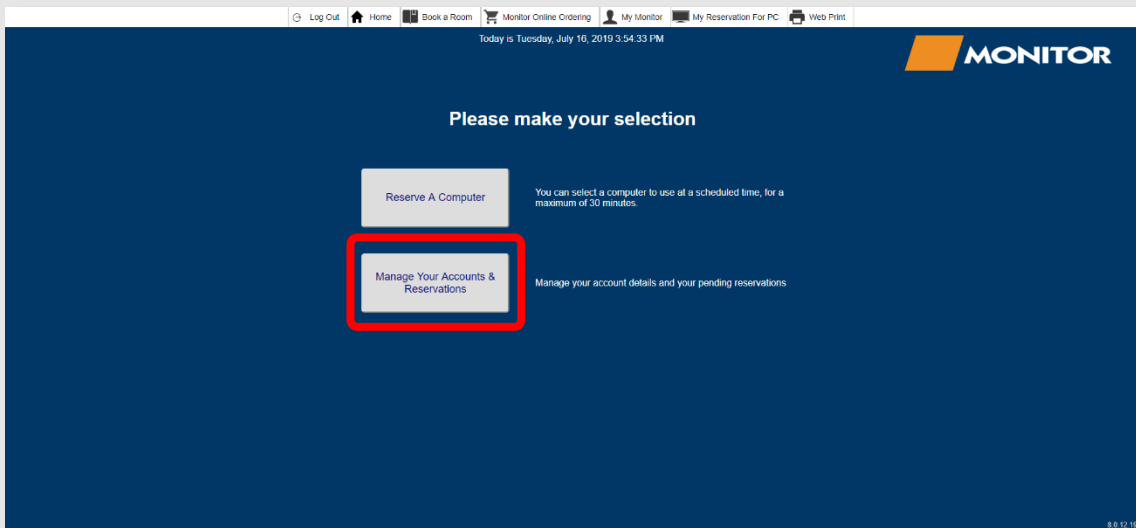 Log Out Home Book a Room Monitor Online Ordering My Monitor My Reservation For PC Web Print
Today is Tuesday, July 16, 2019 3:54:33 PM
MONITOR
Please make your selection
Reserve A Computer
You can select a computer to use at a scheduled time, for a
maximum of 30 minutes.
Manage Your Accounts &
Reservations
Manage your account details and your pending reservations